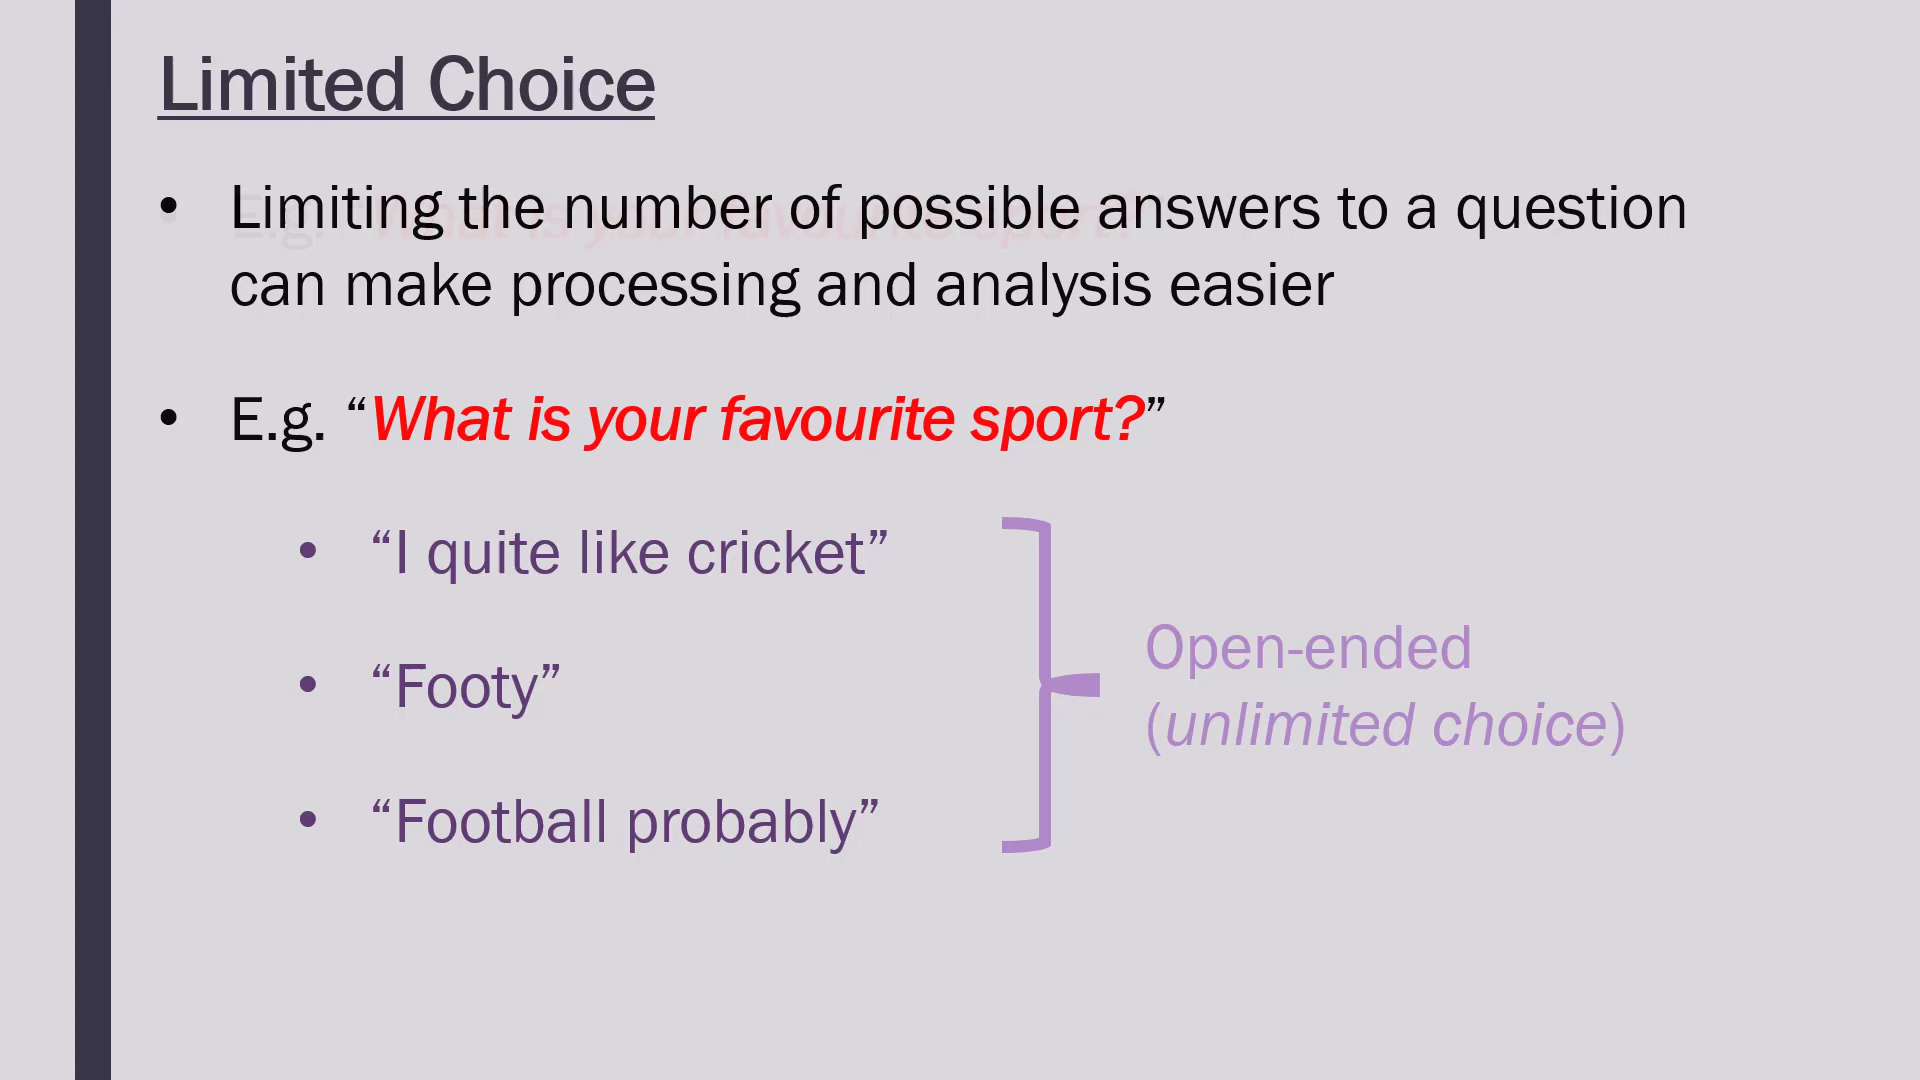 Limited Choice
• Limiting the number of possible answers to a question
can make processing and analysis easier
• E.g. “What is your favourite sport?”
• “I quite like cricket”
• “Footy”
• “Football probably”
Open-ended
(unlimited choice)